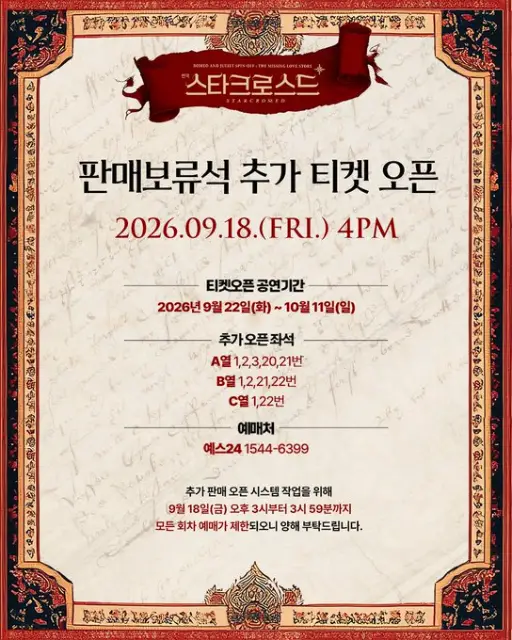 ROMEO AND JULIET SPIN-OFF : THE MISSING LOVE STORY
연극 스타크로스드
STARCROSSED
판매보류석 추가 티켓 오픈
2026.09.18.(FRI.) 4PM
티켓오픈 공연기간
2026년 9월 22일(화) ~ 10월 11일(일)
추가 오픈 좌석
A열 1,2,3,20,21번
B열 1,2,21,22번
C열 1,22번
예매처
예스24 1544-6399
추가 판매 오픈 시스템 작업을 위해
9월 18일(금) 오후 3시부터 3시 59분까지
모든 회차 예매가 제한되오니 양해 부탁드립니다.